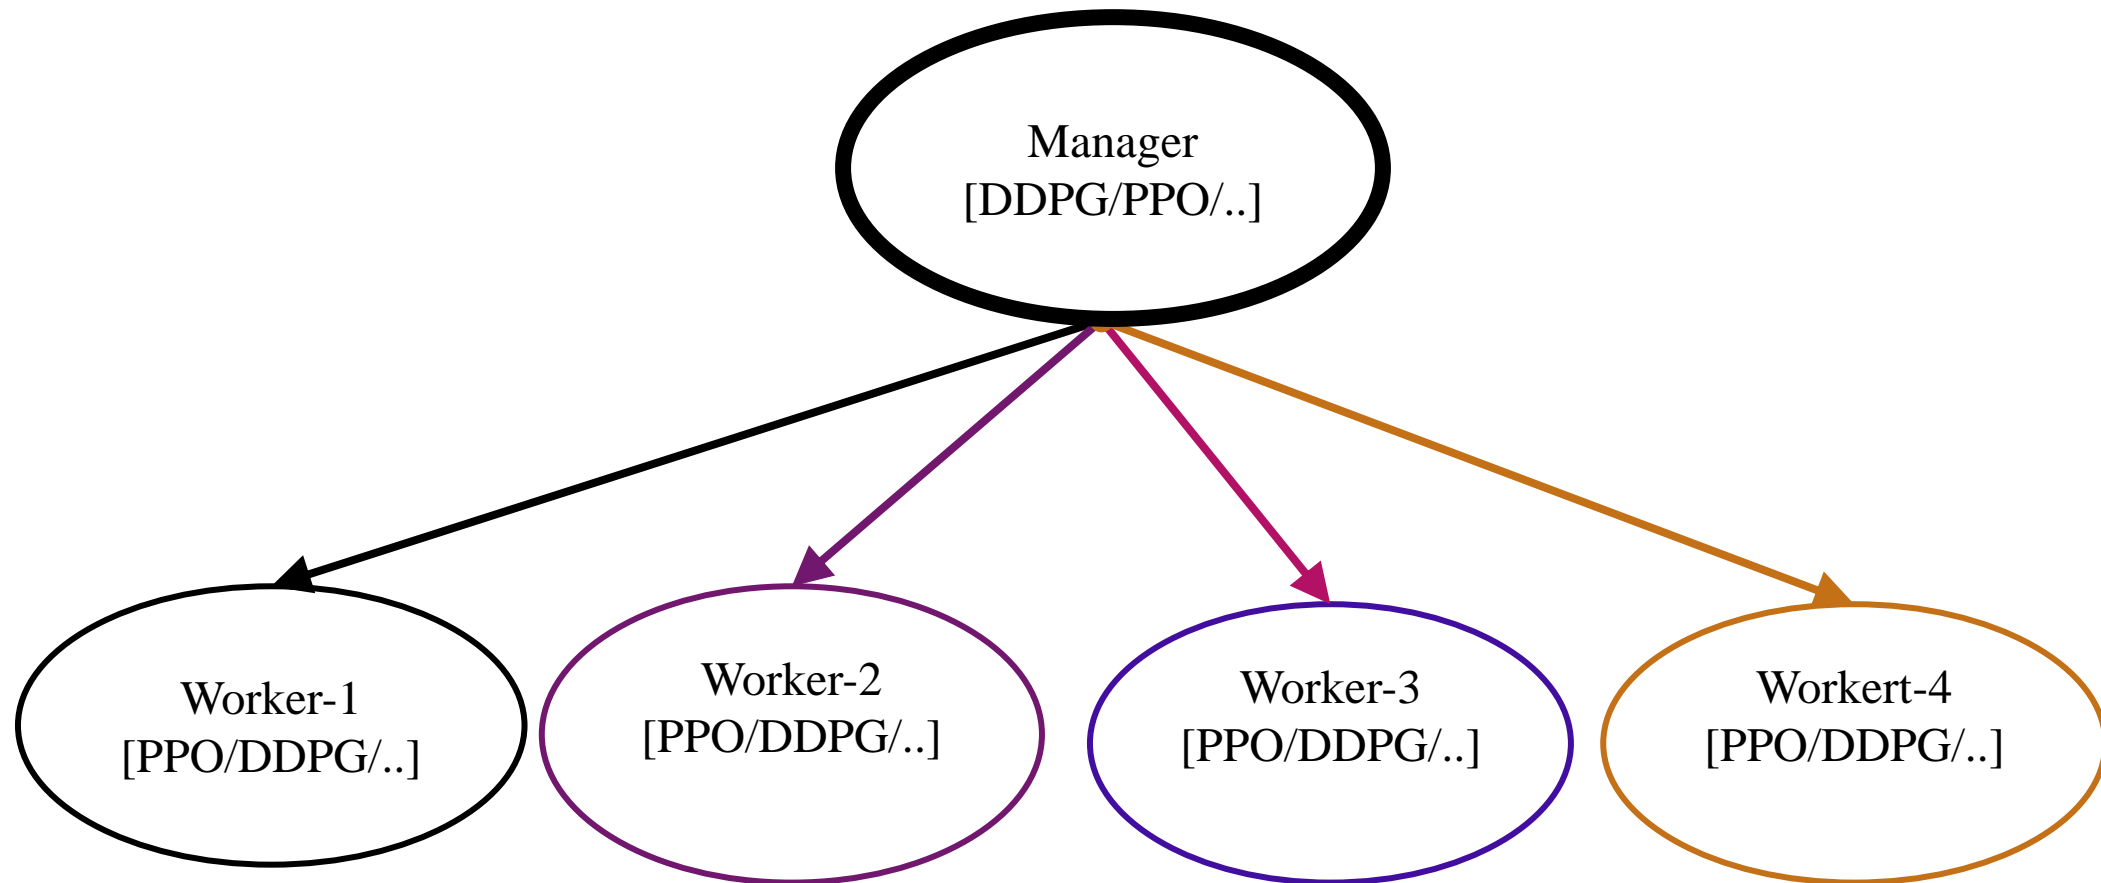 Manager
[DDPG/PPO/..]
Worker-1
[PPO/DDPG/..]
Worker-2
[PPO/DDPG/..]
Worker-3
[PPO/DDPG/..]
Workert-4
[PPO/DDPG/..]